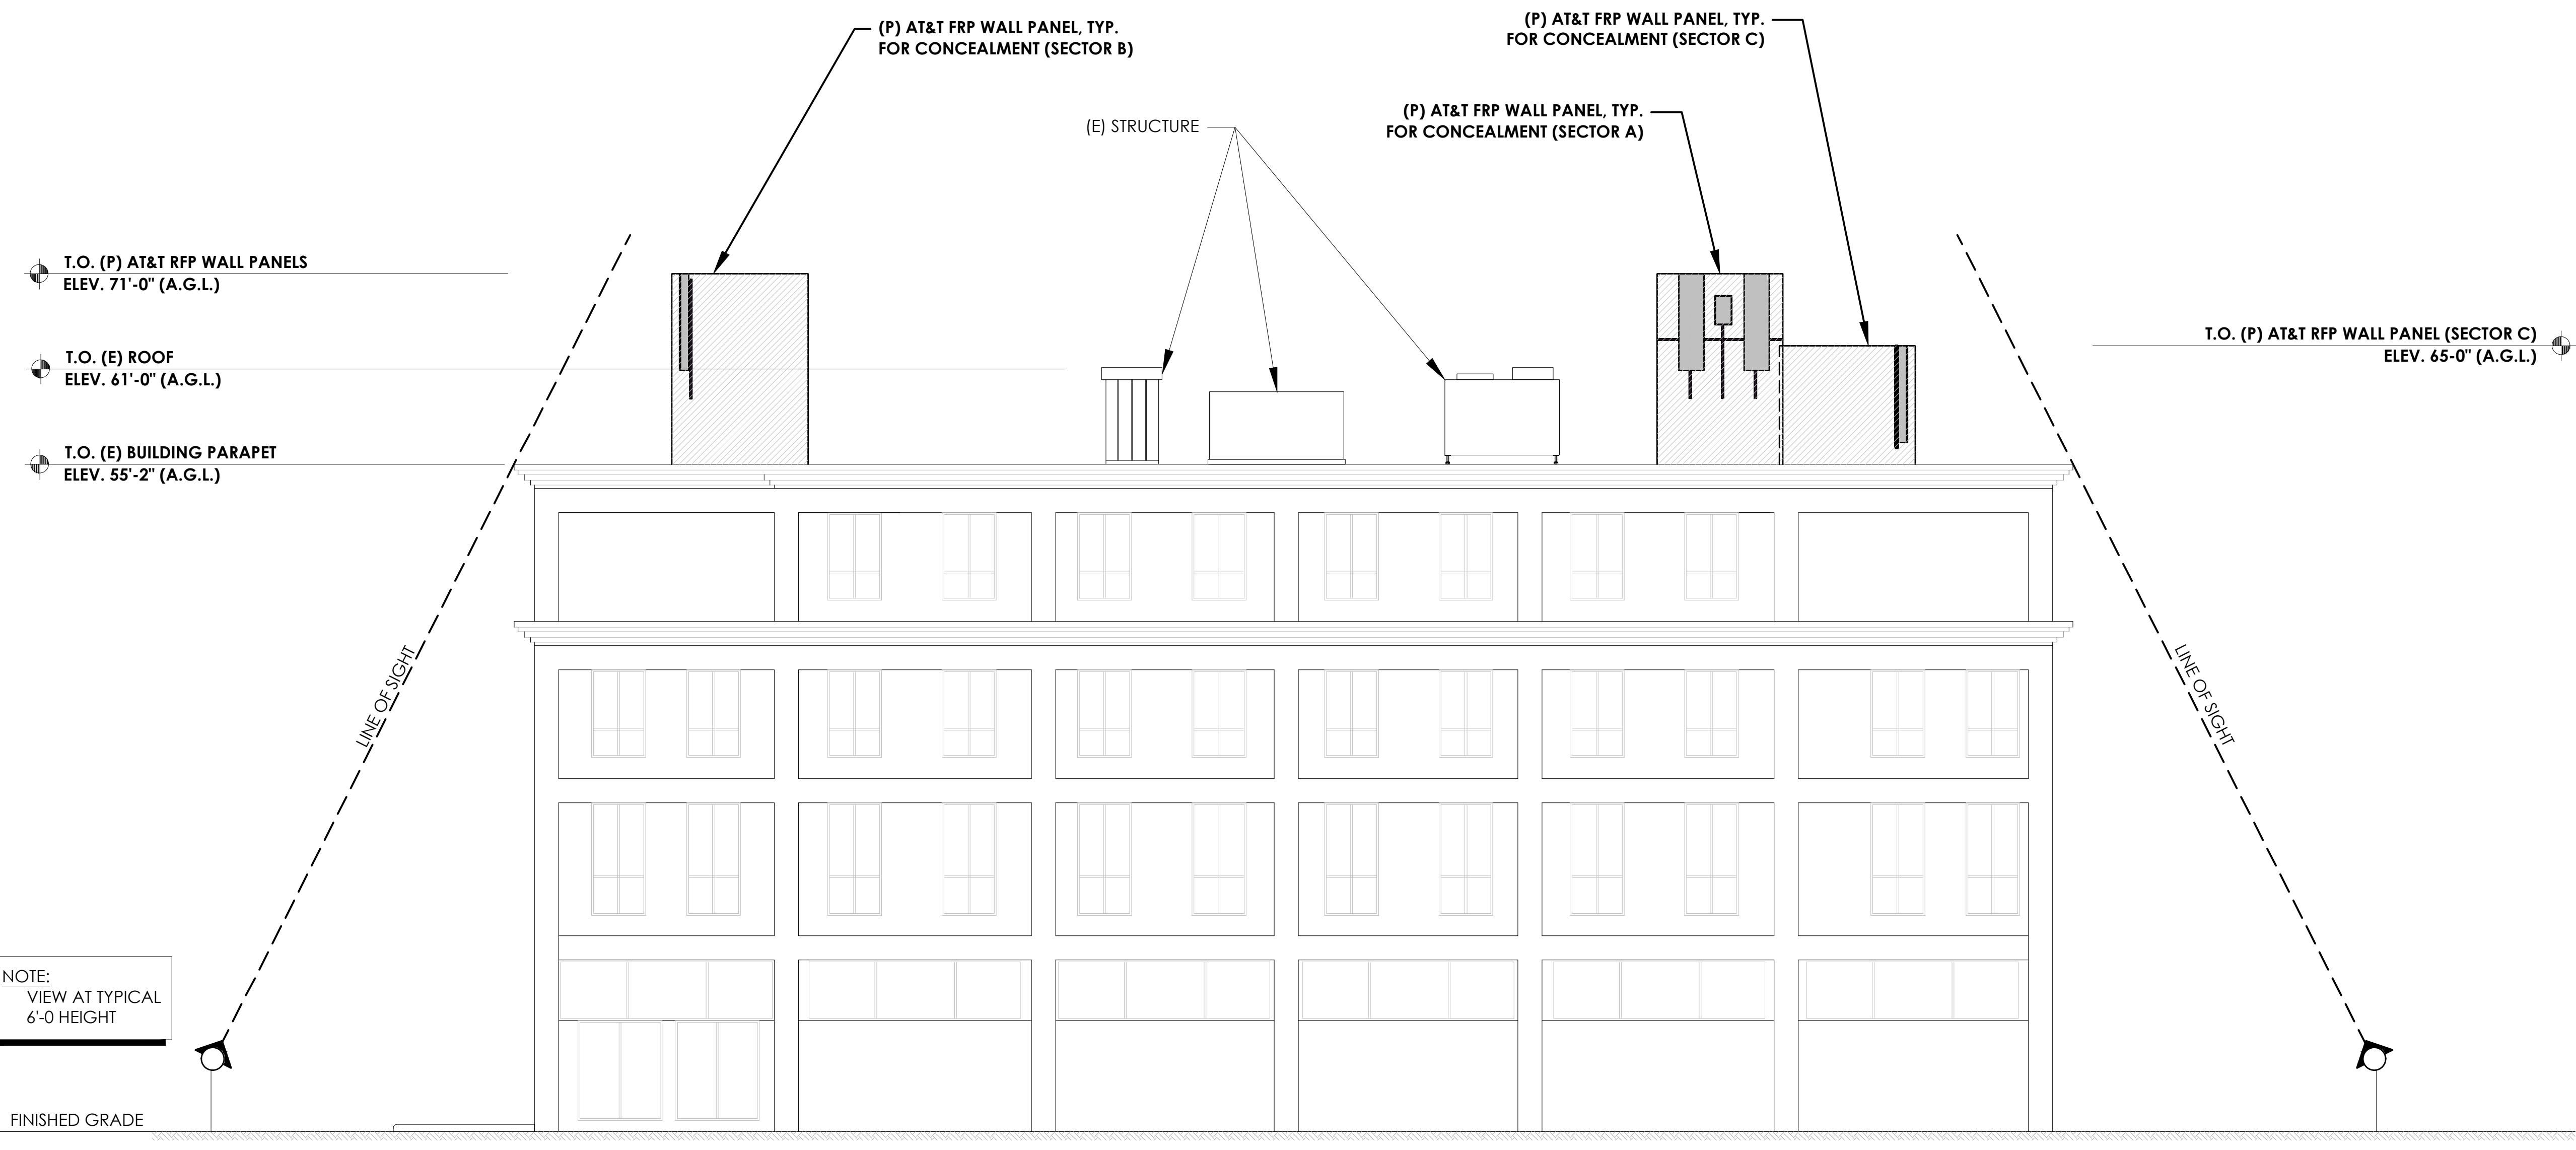 (P) AT&T FRP WALL PANEL, TYP.
FOR CONCEALMENT (SECTOR B)
(P) AT&T FRP WALL PANEL, TYP.
FOR CONCEALMENT (SECTOR C)
(P) AT&T FRP WALL PANEL, TYP.
FOR CONCEALMENT (SECTOR A)
(E) STRUCTURE
T.O. (P) AT&T RFP WALL PANELS
ELEV. 71'-0" (A.G.L.)
T.O. (E) ROOF
ELEV. 61'-0" (A.G.L.)
T.O. (E) BUILDING PARAPET
ELEV. 55'-2" (A.G.L.)
T.O. (P) AT&T RFP WALL PANEL (SECTOR C)
ELEV. 65-0" (A.G.L.)
LINE OF SIGHT
LINE OF SIGHT
NOTE:
VIEW AT TYPICAL
6'-0 HEIGHT
FINISHED GRADE